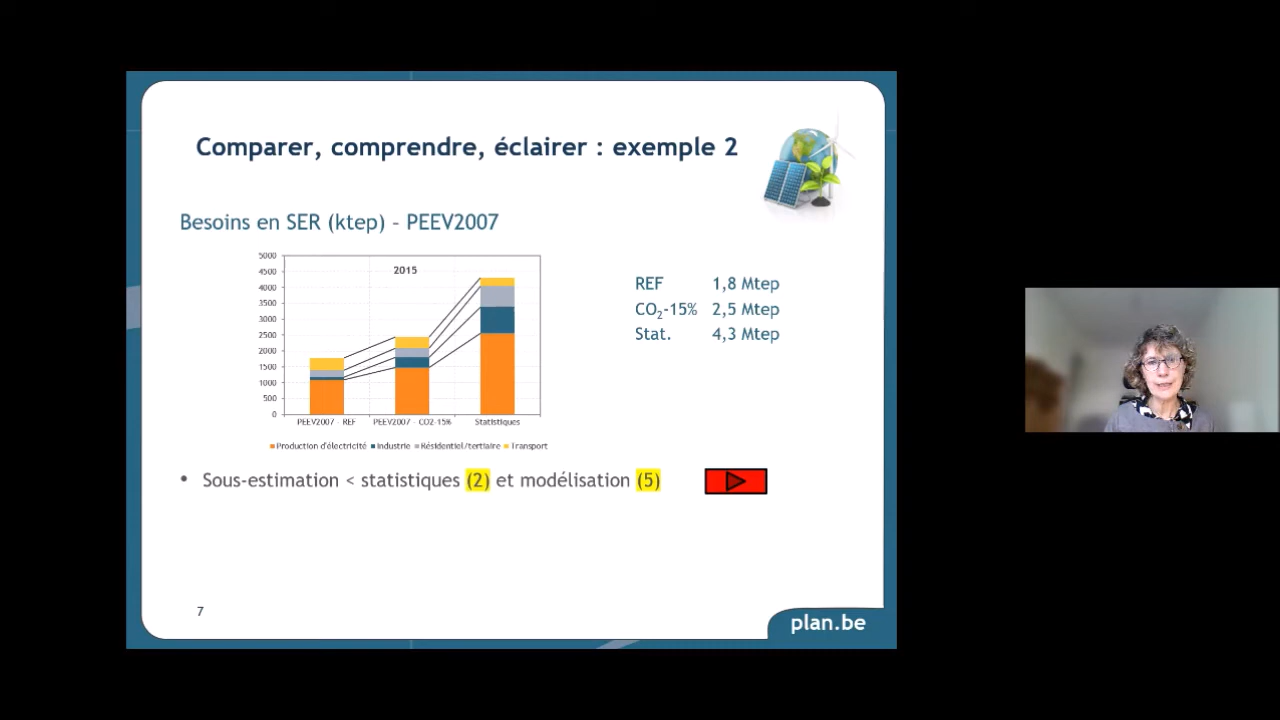 Comparer, comprendre, éclairer : exemple 2
Besoins en SER (ktep) – PEEV2007
5000
4500
4000
3500
3000
2500
2000
1500
1000
500
0
2015
PEEV2007 - REF
PEEV2007 - CO2-15%
Statistiques
Production d'électricité
Industrie
Résidentiel/tertiaire
Transport
REF 1,8 Mtep
CO₂-15% 2,5 Mtep
Stat. 4,3 Mtep
• Sous-estimation < statistiques (2) et modélisation (5)
7
plan.be